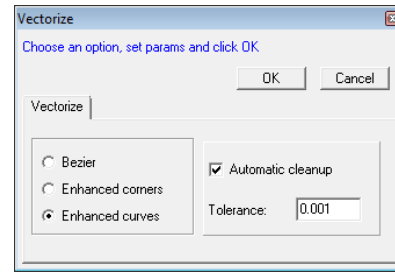 Vectorize
Choose an option, set params and click OK
OK Cancel
Vectorize
Bezier
Enhanced corners
Enhanced curves
Automatic cleanup
Tolerance: 0.001